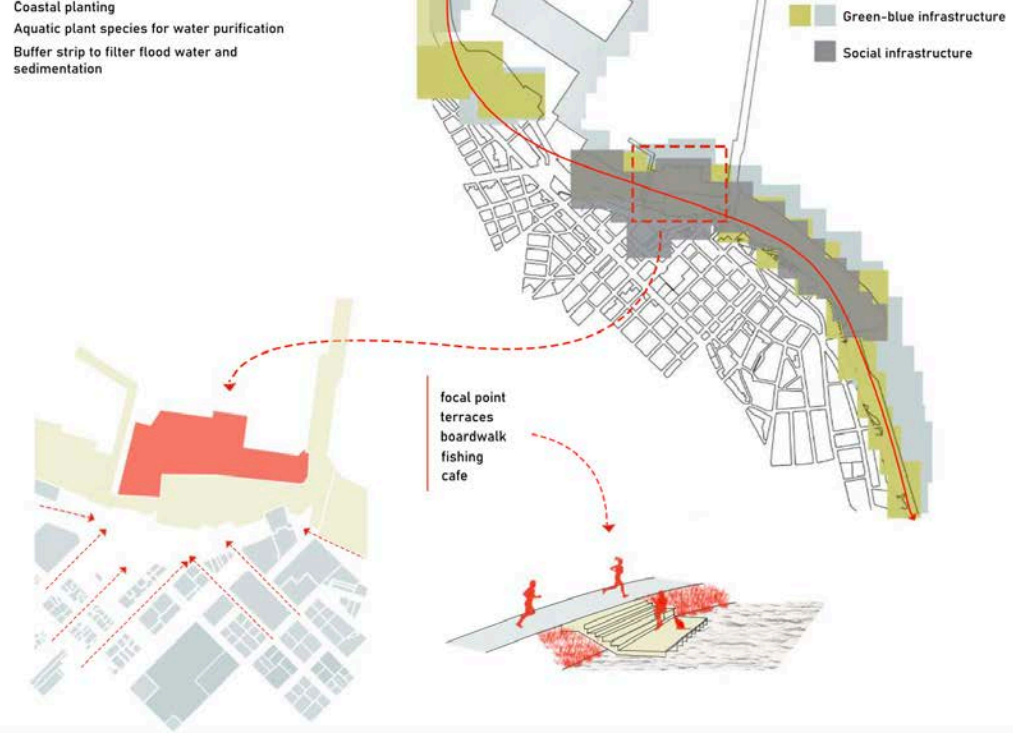 Coastal planting
Aquatic plant species for water purification
Buffer strip to filter flood water and
sedimentation
Green-blue infrastructure
Social infrastructure
focal point
terraces
boardwalk
fishing
cafe